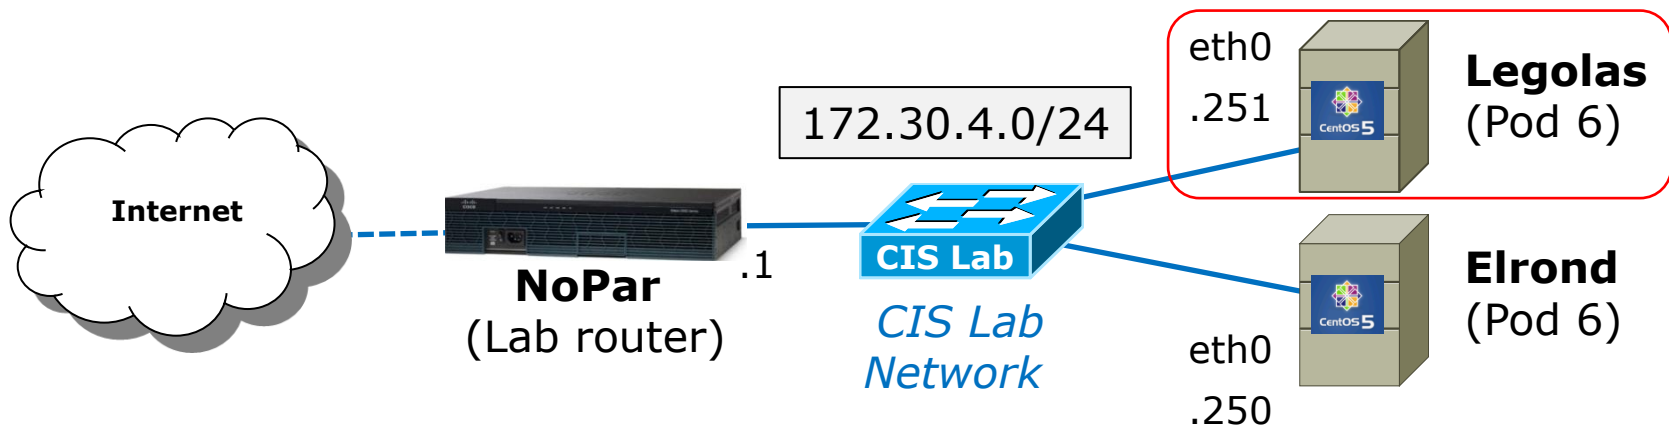 Internet
NoPar
(Lab router)
.1
172.30.4.0/24
CIS Lab
CIS Lab
Network
eth0
.251
CentOS 5
Legolas
(Pod 6)
CentOS 5
eth0
.250
Elrond
(Pod 6)